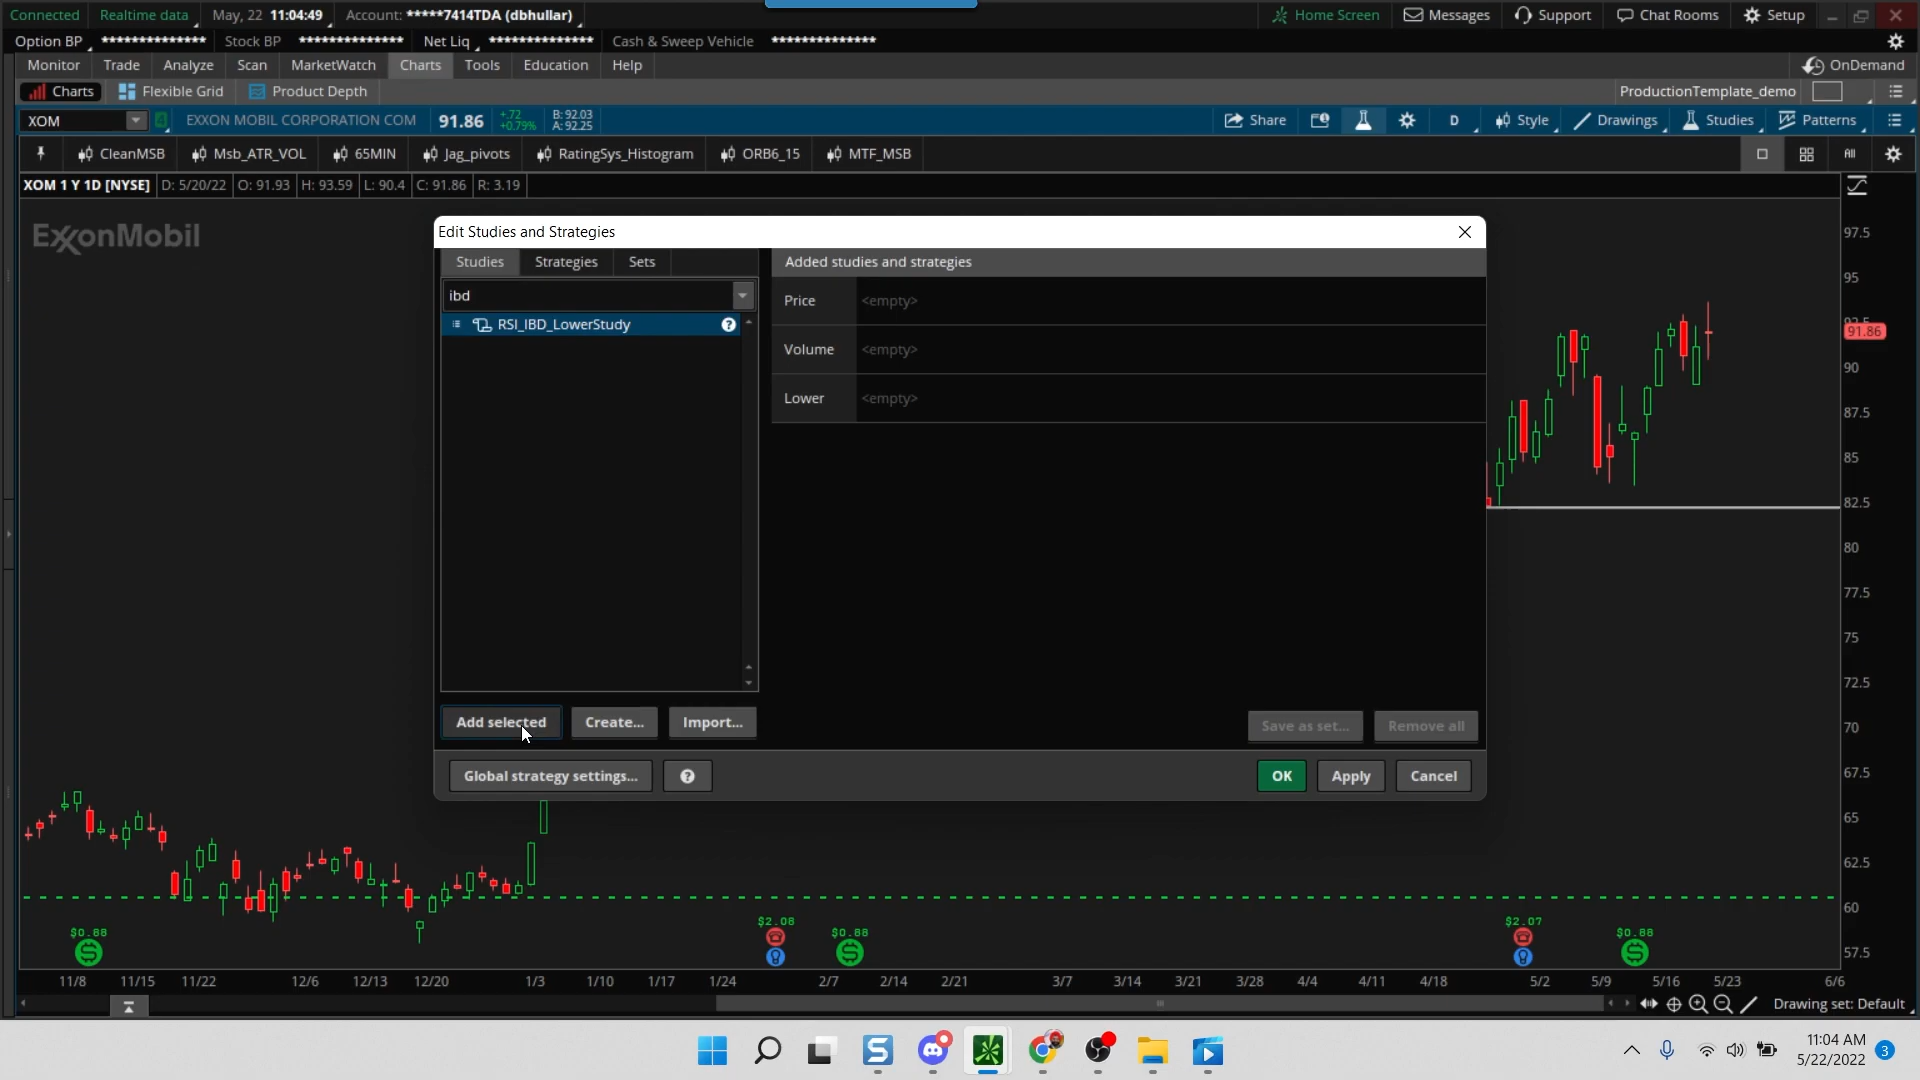 Connected Realtime data May, 22 11:04:49 Account: *****7414TDA (dbhullar) Home Screen Messages Support Chat Rooms Setup
Option BP ************** Stock BP ************** Net Liq ************** Cash & Sweep Vehicle **************
Monitor Trade Analyze Scan MarketWatch Charts Tools Education Help OnDemand
Charts Flexible Grid Product Depth ProductionTemplate_demo
XOM 4 EXXON MOBIL CORPORATION COM 91.86 +.72 +0.79% B: 92.03 A: 92.25 Share D Style Drawings Studies Patterns
CleanMSB Msb_ATR_VOL 65MIN Jag_pivots RatingSys_Histogram ORB6_15 MTF_MSB All
XOM 1 Y 1D [NYSE] D: 5/20/22 O: 91.93 H: 93.59 L: 90.4 C: 91.86 R: 3.19
ExxonMobil
Edit Studies and Strategies
Studies Strategies Sets
ibd
RSI_IBD_LowerStudy ?
Added studies and strategies
Price <empty>
Volume <empty>
Lower <empty>
Add selected Create... Import... Save as set... Remove all
Global strategy settings... ? OK Apply Cancel
97.5
95
92.5
91.86
90
87.5
85
82.5
80
77.5
75
72.5
70
67.5
65
62.5
60
57.5
$0.88 $2.08 $0.88 $2.07 $0.88
11/8 11/15 11/22 12/6 12/13 12/20 1/3 1/10 1/17 1/24 2/7 2/14 2/21 3/7 3/14 3/21 3/28 4/4 4/11 4/18 5/2 5/9 5/16 5/23 6/6
Drawing set: Default
11:04 AM
5/22/2022 3